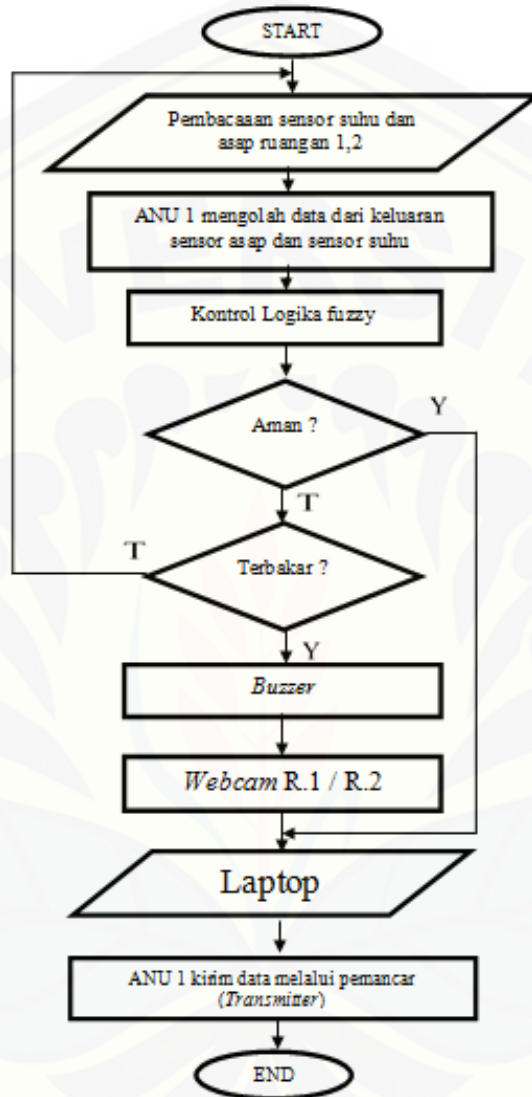 START
Pembacaaan sensor suhu dan
asap ruangan 1,2
ANU 1 mengolah data dari keluaran
sensor asap dan sensor suhu
Kontrol Logika fuzzy
Aman ?
Y
T
Terbakar ?
T
Y
Buzzer
Webcam R.1 / R.2
Laptop
ANU 1 kirim data melalui pemancar
(Transmitter)
END